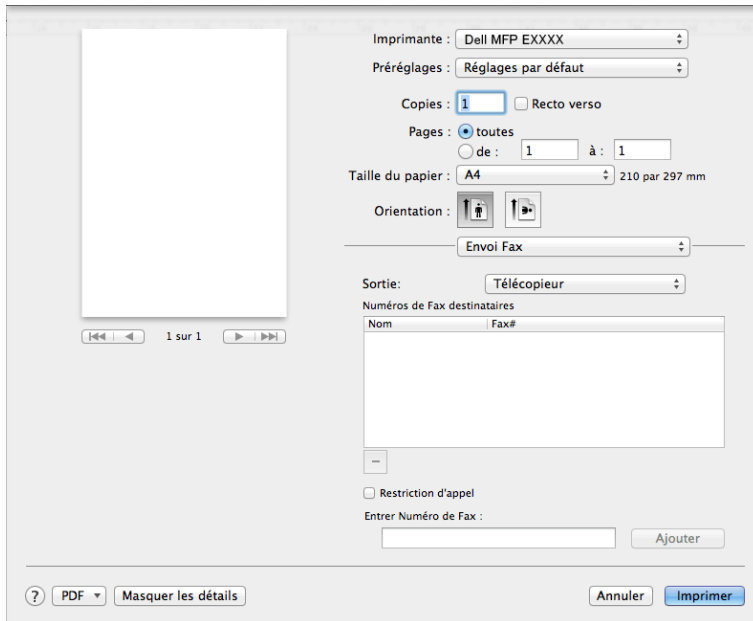 Imprimante : Dell MFP EXXXX
Préréglages : Réglages par défaut
Copies : 1 Recto verso
Pages : toutes
de : 1 à : 1
Taille du papier : A4 210 par 297 mm
Orientation :
Envoi Fax
Sortie: Télécopieur
Numéros de Fax destinataires
Nom Fax#
1 sur 1
Restriction d'appel
Entrer Numéro de Fax :
Ajouter
? PDF Masquer les détails Annuler Imprimer